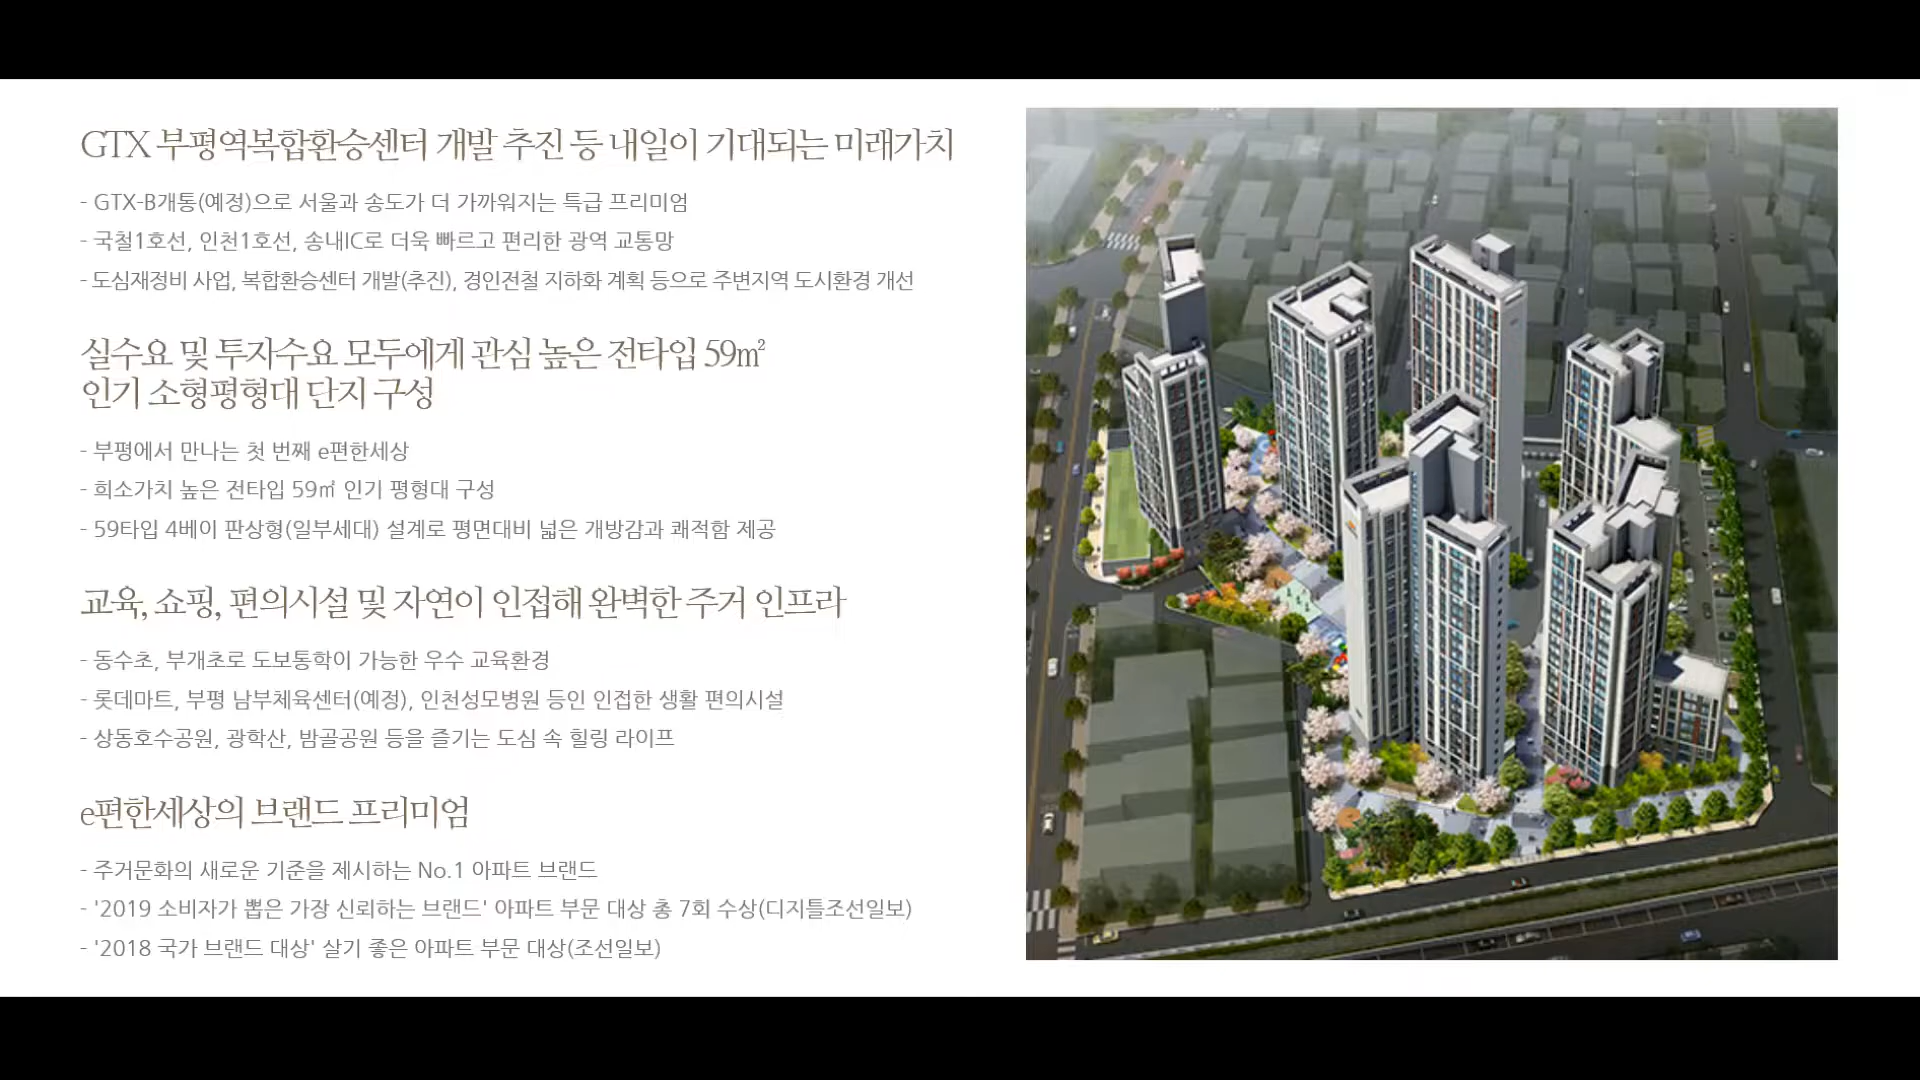 GTX 부평역복합환승센터 개발 추진 등 내일이 기대되는 미래가치
- GTX-B개통(예정)으로 서울과 송도가 더 가까워지는 특급 프리미엄
- 국철1호선, 인천1호선, 송내IC로 더욱 빠르고 편리한 광역 교통망
- 도심재정비 사업, 복합환승센터 개발(추진), 경인전철 지하화 계획 등으로 주변지역 도시환경 개선
실수요 및 투자수요 모두에게 관심 높은 전타입 59㎡
인기 소형평형대 단지 구성
- 부평에서 만나는 첫 번째 e편한세상
- 희소가치 높은 전타입 59㎡ 인기 평형대 구성
- 59타입 4베이 판상형(일부세대) 설계로 평면대비 넓은 개방감과 쾌적함 제공
교육, 쇼핑, 편의시설 및 자연이 인접해 완벽한 주거 인프라
- 동수초, 부개초로 도보통학이 가능한 우수 교육환경
- 롯데마트, 부평 남부체육센터(예정), 인천성모병원 등인 인접한 생활 편의시설
- 상동호수공원, 광학산, 밤골공원 등을 즐기는 도심 속 힐링 라이프
e편한세상의 브랜드 프리미엄
- 주거문화의 새로운 기준을 제시하는 No.1 아파트 브랜드
- '2019 소비자가 뽑은 가장 신뢰하는 브랜드' 아파트 부문 대상 총 7회 수상(디지틀조선일보)
- '2018 국가 브랜드 대상' 살기 좋은 아파트 부문 대상(조선일보)